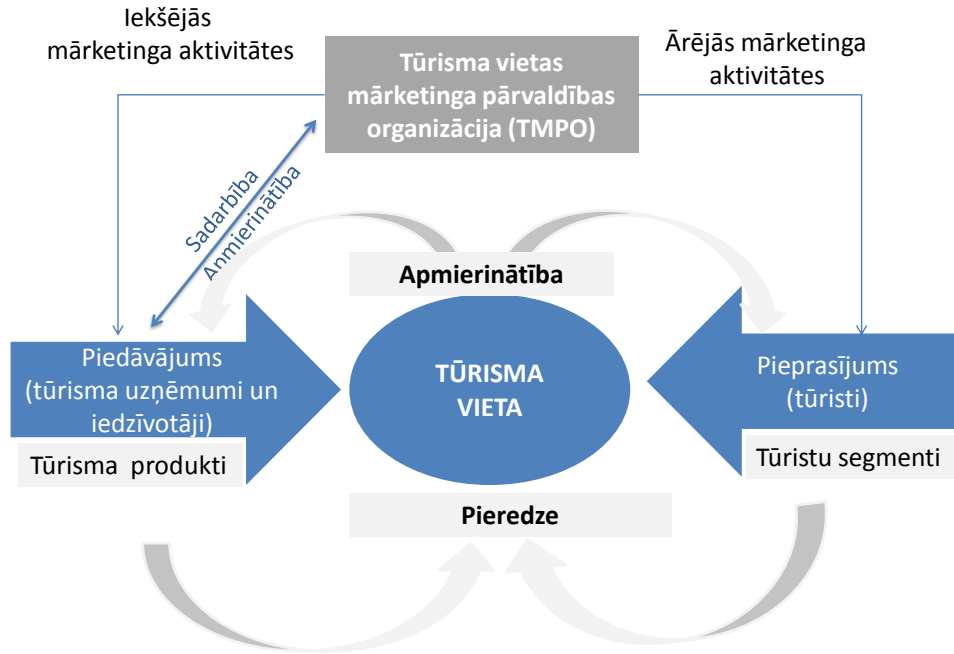 Iekšējās
mārketinga aktivitātes
Tūrisma vietas
mārketinga pārvaldības
organizācija (TMPO)
Ārējās mārketinga
aktivitātes
Sadarbība
Anmierinātība
Apmierinātība
Piedāvājums
(tūrisma uzņēmumi un
iedzīvotāji)
TŪRISMA
VIETA
Pieprasījums
(tūristi)
Tūrisma produkti
Tūristu segmenti
Pieredze